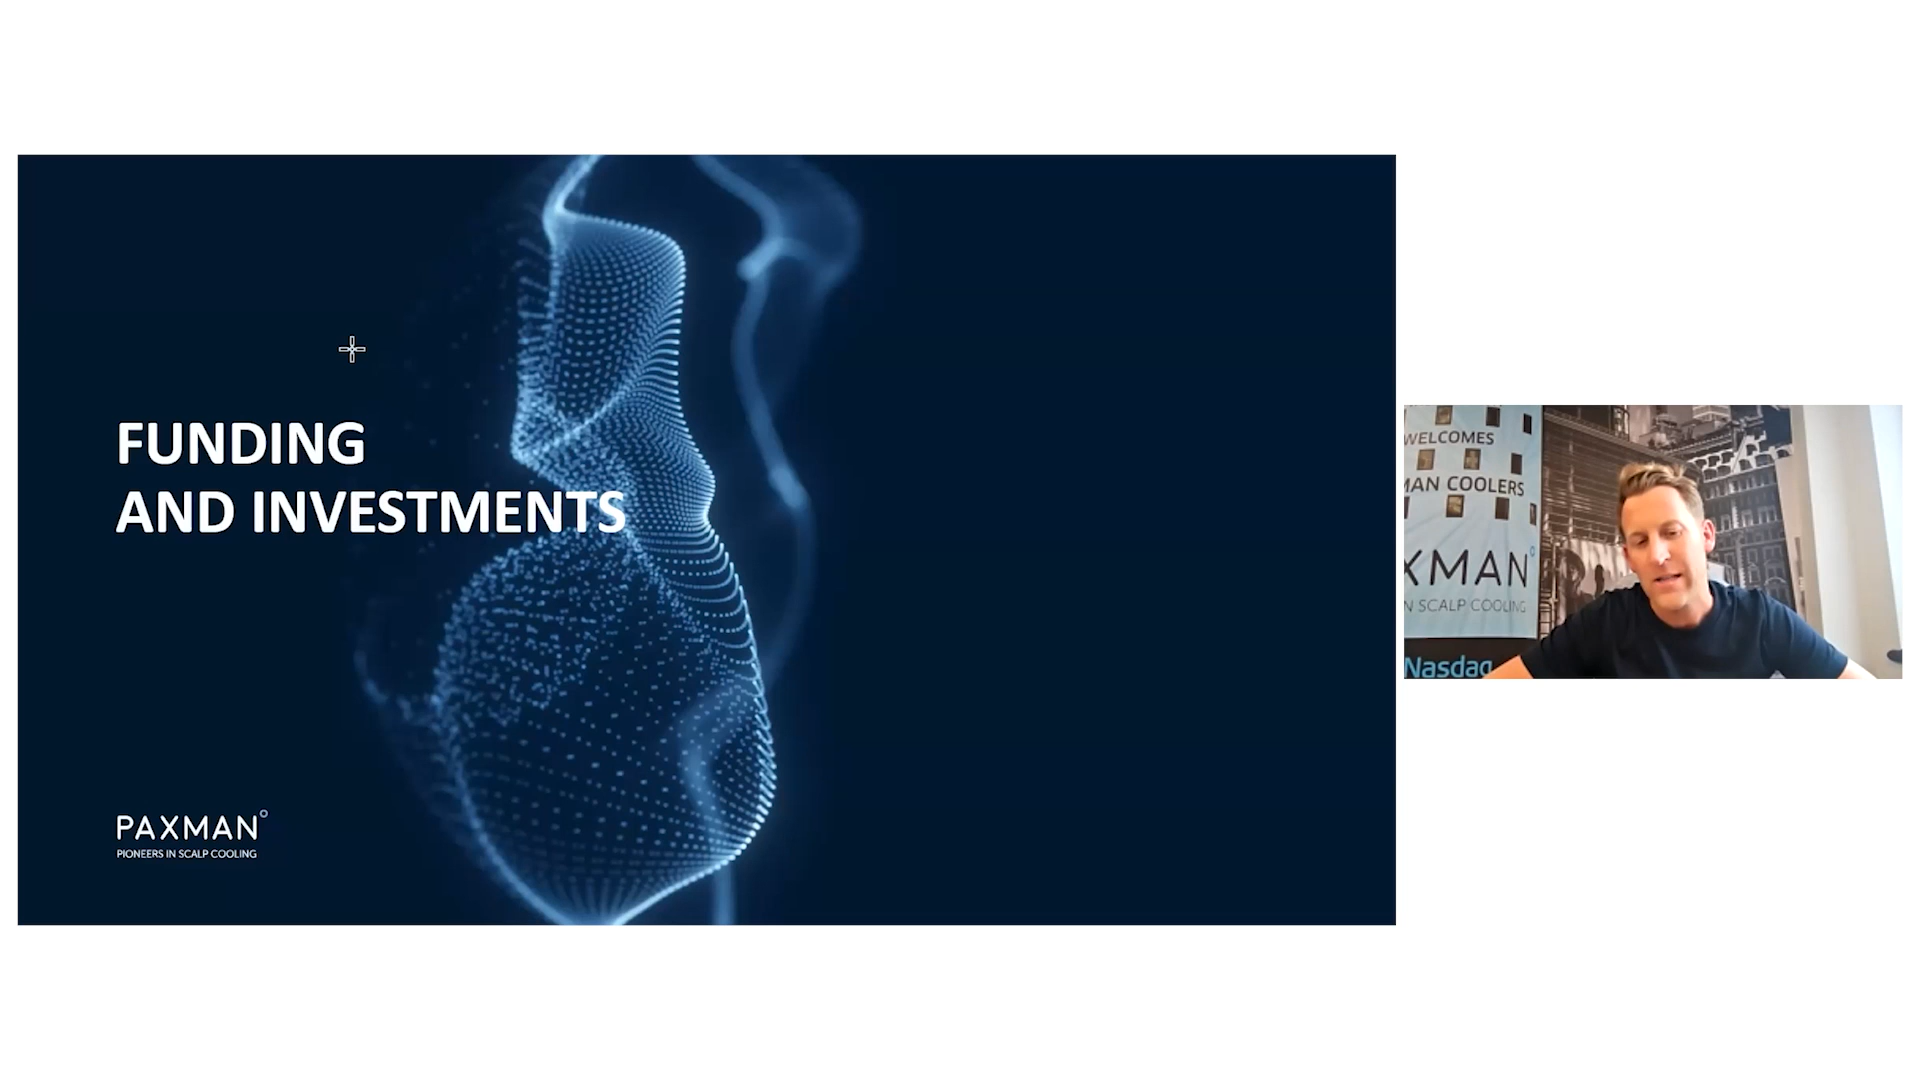 FUNDING
AND INVESTMENTS
PAXMAN°
PIONEERS IN SCALP COOLING
WELCOMES
MAN COOLERS
XMAN°
N SCALP COOLING
Nasdaq